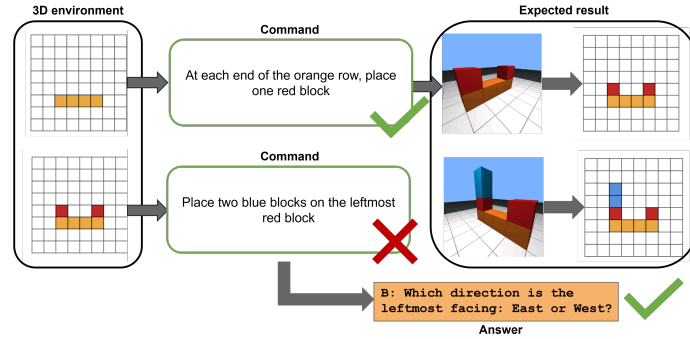 3D environment
Command
Expected result
At each end of the orange row, place
one red block
Command
Place two blue blocks on the leftmost
red block
B: Which direction is the
leftmost facing: East or West?
Answer